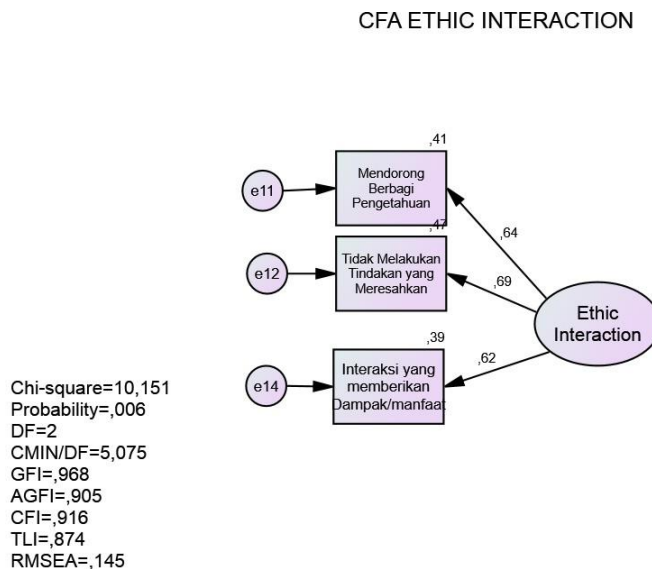 CFA ETHIC INTERACTION
,41
e11
Mendorong
Berbagi
Pengetahuan
,64
,47
e12
Tidak Melakukan
Tindakan yang
Meresahkan
,69
Ethic
Interaction
,39
e14
Interaksi yang
memberikan
Dampak/manfaat
,62
Chi-square=10,151
Probability=,006
DF=2
CMIN/DF=5,075
GFI=,968
AGFI=,905
CFI=,916
TLI=,874
RMSEA=,145